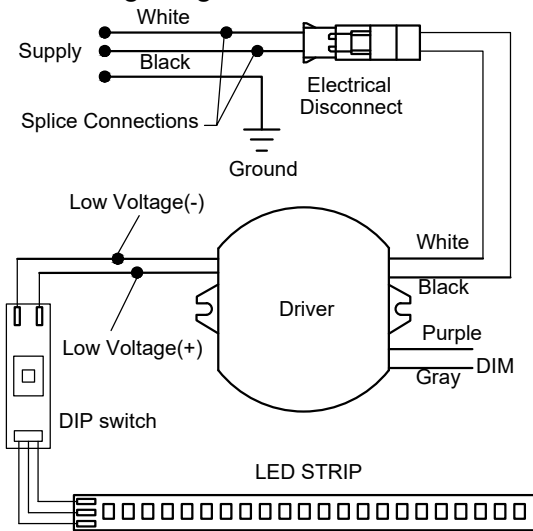 White
Supply
Black
Electrical
Disconnect
Splice Connections
Ground
Low Voltage(-)
White
Driver
Black
Low Voltage(+)
Purple
DIM
Gray
DIP switch
LED STRIP